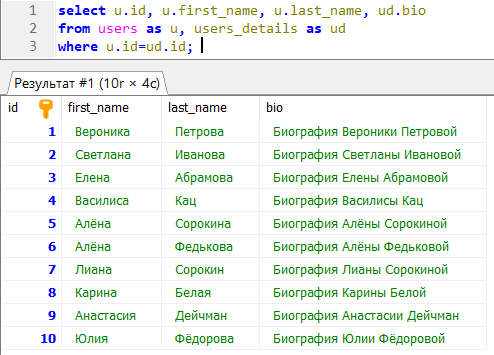 1 select u.id, u.first_name, u.last_name, ud.bio
2 from users as u, users_details as ud
3 where u.id=ud.id;
Результат #1 (10r × 4c)
id first_name last_name bio
1 Вероника Петрова Биография Вероники Петровой
2 Светлана Иванова Биография Светланы Ивановой
3 Елена Абрамова Биография Елены Абрамовой
4 Василиса Кац Биография Василисы Кац
5 Алёна Сорокина Биография Алёны Сорокиной
6 Алёна Федькова Биография Алёны Федьковой
7 Лиана Сорокин Биография Лианы Сорокиной
8 Карина Белая Биография Карины Белой
9 Анастасия Дейчман Биография Анастасии Дейчман
10 Юлия Фёдорова Биография Юлии Фёдоровой